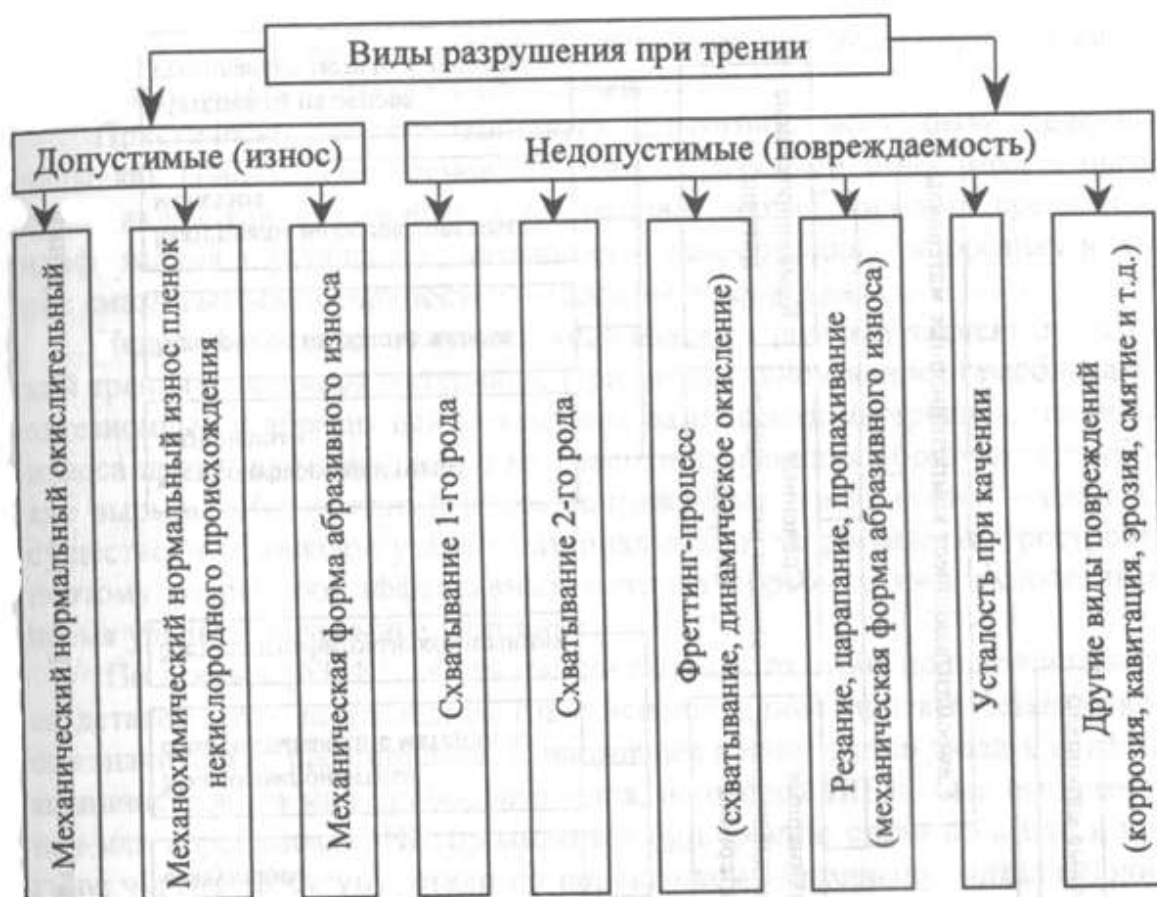 Виды разрушения при трении
Допустимые (износ)
Недопустимые (повреждаемость)
Механический нормальный окислительный
Механохимический нормальный износ пленок
некислородного происхождения
Механическая форма абразивного износа
Схватывание 1-го рода
Схватывание 2-го рода
Фреттинг-процесс
(схватывание, динамическое окисление)
Резание, царапание, пропахивание
(механическая форма абразивного износа)
Усталость при качении
Другие виды повреждений
(коррозия, кавитация, эрозия, смятие и т.д.)